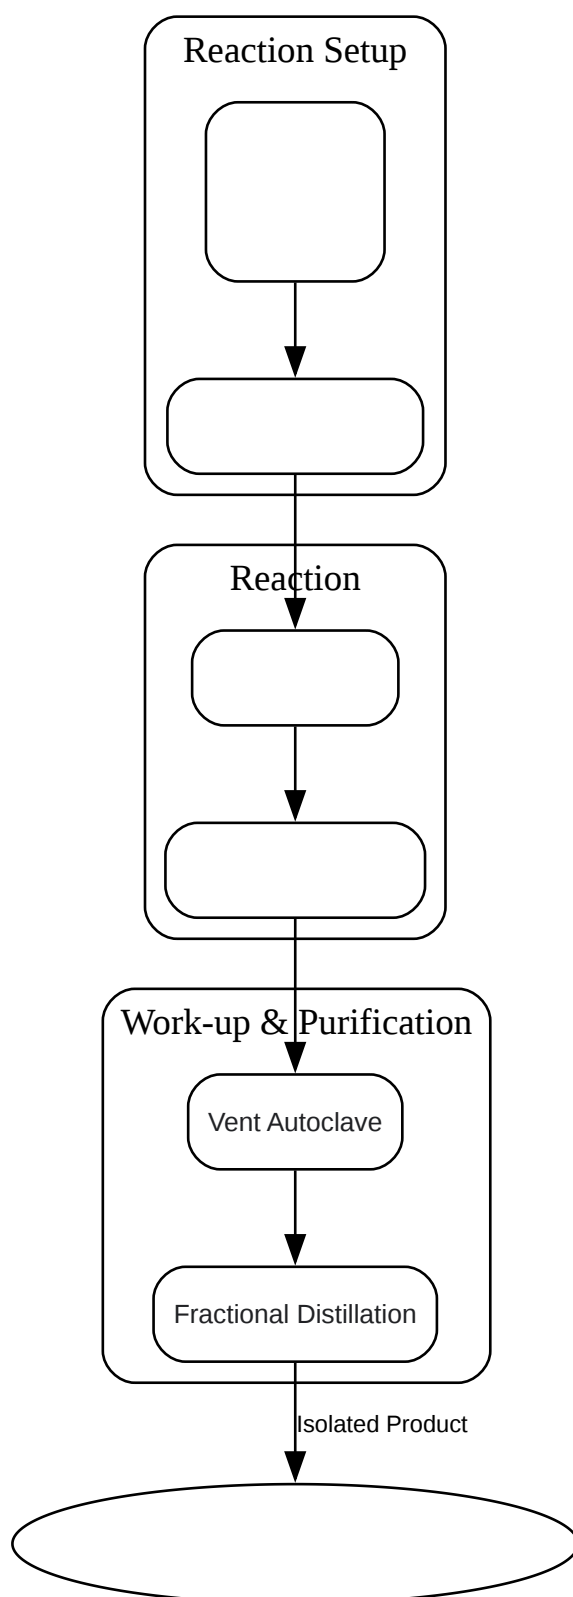 Reaction Setup
Reaction
Work-up & Purification
Vent Autoclave
Fractional Distillation
Isolated Product